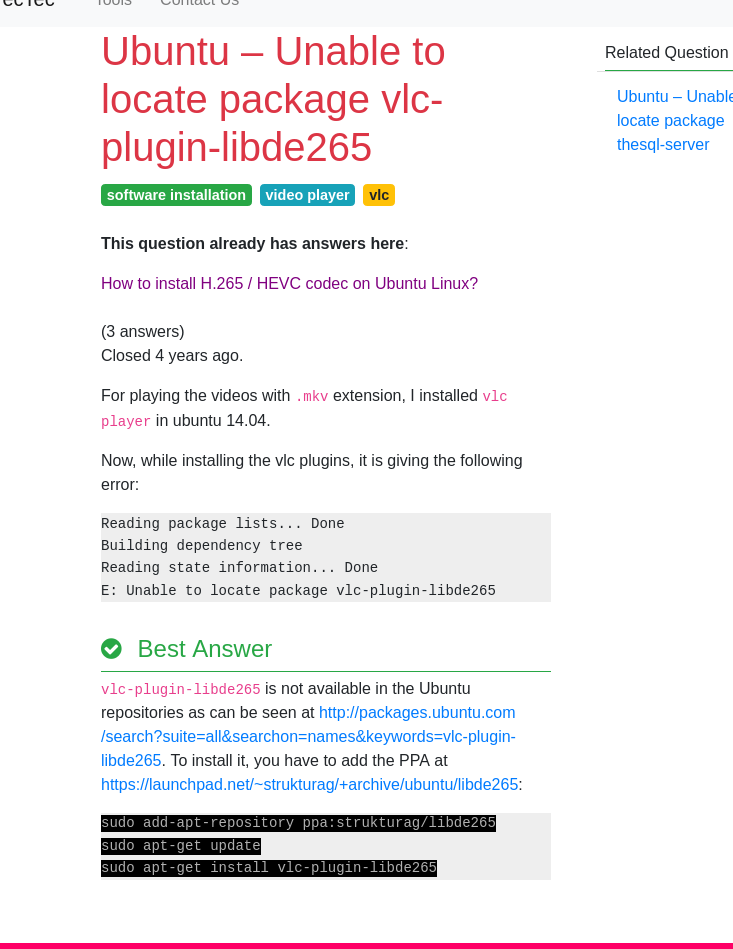 Tools Contact Us
Ubuntu – Unable to
locate package vlc-
plugin-libde265
software installation video player vlc
This question already has answers here:
How to install H.265 / HEVC codec on Ubuntu Linux?
(3 answers)
Closed 4 years ago.
For playing the videos with .mkv extension, I installed vlc
player in ubuntu 14.04.
Now, while installing the vlc plugins, it is giving the following
error:
Reading package lists... Done
Building dependency tree
Reading state information... Done
E: Unable to locate package vlc-plugin-libde265
Best Answer
vlc-plugin-libde265 is not available in the Ubuntu
repositories as can be seen at http://packages.ubuntu.com
/search?suite=all&searchon=names&keywords=vlc-plugin-
libde265. To install it, you have to add the PPA at
https://launchpad.net/~strukturag/+archive/ubuntu/libde265:
sudo add-apt-repository ppa:strukturag/libde265
sudo apt-get update
sudo apt-get install vlc-plugin-libde265
Related Question
Ubuntu – Unable
locate package
thesql-server